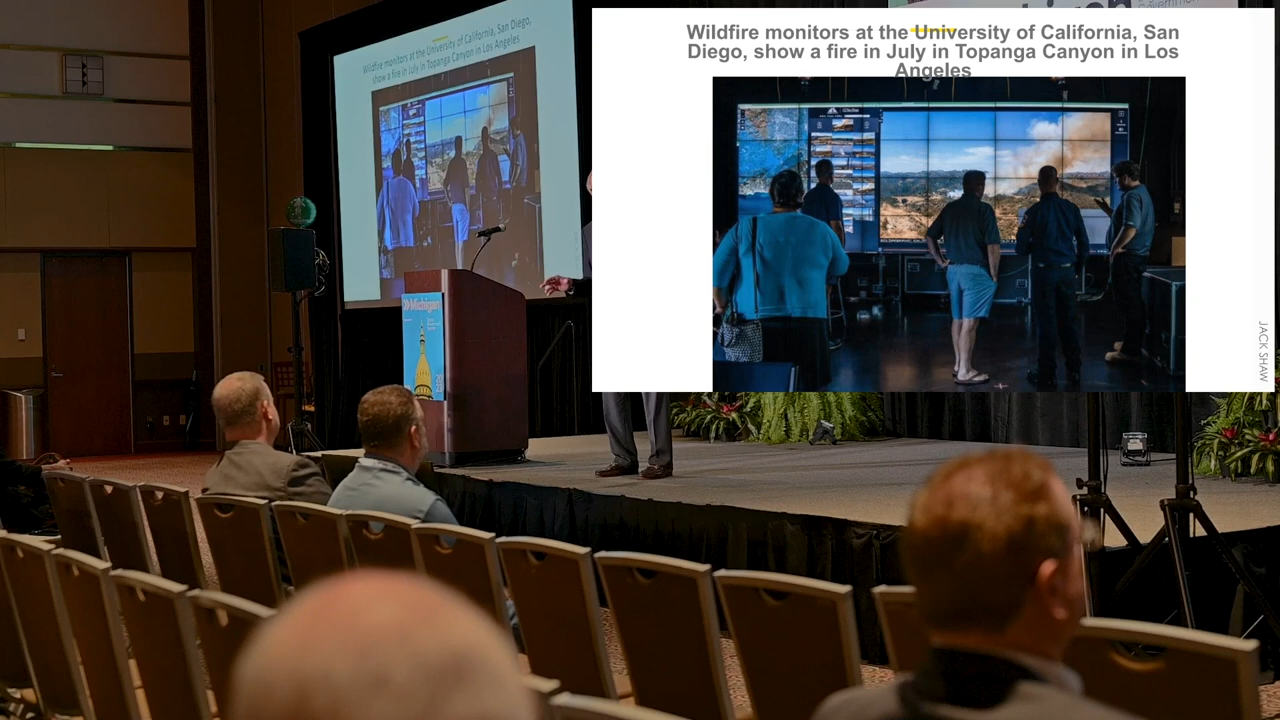 Government
Wildfire monitors at the University of California, San
Diego, show a fire in July in Topanga Canyon in Los
Angeles
JACK SHAW
Wildfire monitors at the University of California, San Diego,
show a fire in July in Topanga Canyon in Los Angeles
Michigan